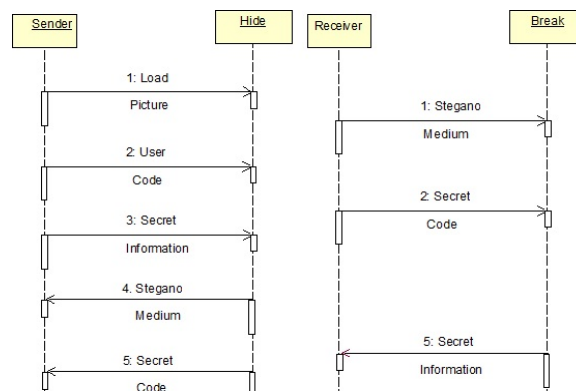 Sender
Hide
1: Load
Picture
2: User
Code
3: Secret
Information
4. Stegano
Medium
5: Secret
Code
Receiver
Break
1: Stegano
Medium
2: Secret
Code
5: Secret
Information